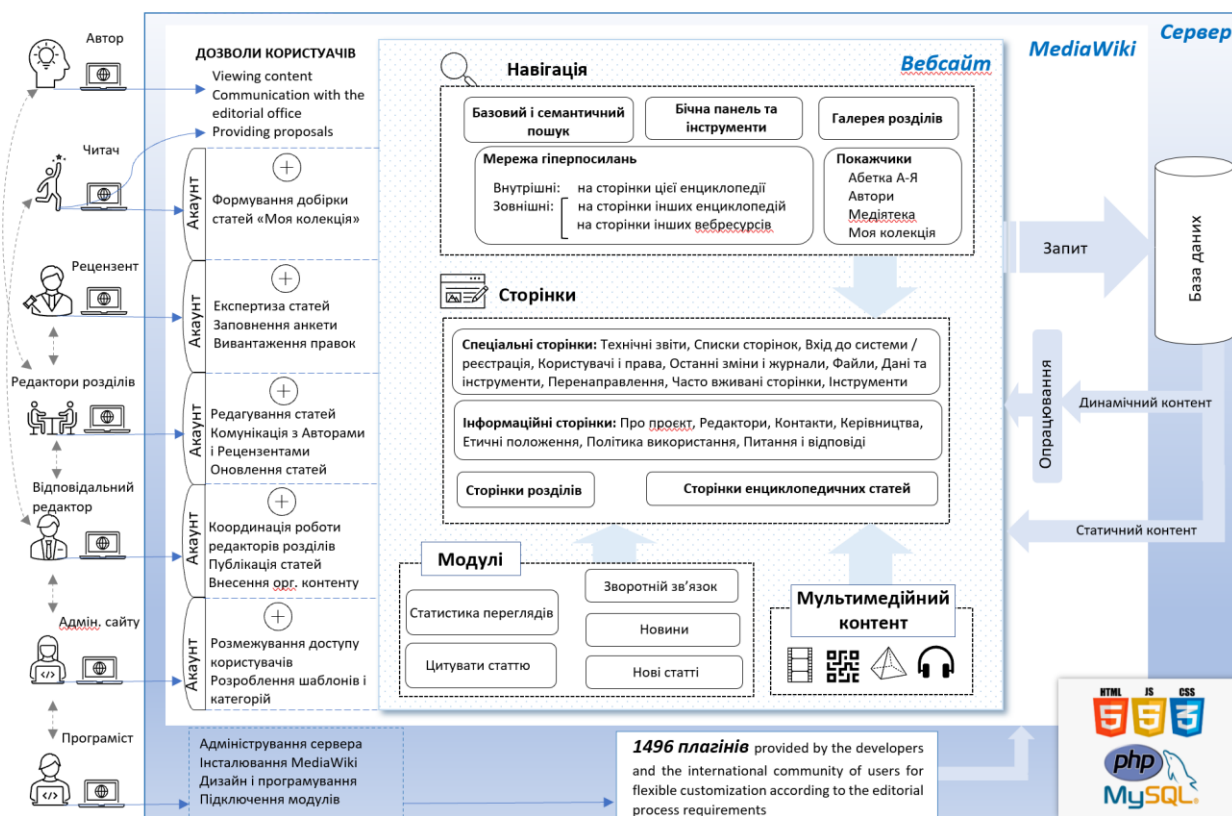 Сервер
MediaWiki
Вебсайт
Автор
Читач
Рецензент
Редактори розділів
Відповідальний
редактор
Адмін. сайту
Програміст
ДОЗВОЛИ КОРИСТУАЧІВ
Viewing content
Communication with the
editorial office
Providing proposals
Акаунт
Формування добірки
статей «Моя колекція»
Акаунт
Експертиза статей
Заповнення анкети
Вивантаження правок
Акаунт
Редагування статей
Комунікація з Авторами
і Рецензентами
Оновлення статей
Акаунт
Координація роботи
редакторів розділів
Публікація статей
Внесення орг. контенту
Акаунт
Розмежування доступу
користувачів
Розроблення шаблонів і
категорій
Адміністрування сервера
Інсталювання MediaWiki
Дизайн і програмування
Підключення модулів
Навігація
Базовий і семантичний
пошук
Бічна панель та
інструменти
Галерея розділів
Мережа гіперпосилань
Внутрішні: на сторінки цієї енциклопедії
Зовнішні: на сторінки інших енциклопедій
на сторінки інших вебресурсів
Покажчики
Абетка А-Я
Автори
Медіятека
Моя колекція
Сторінки
Спеціальні сторінки: Технічні звіти, Списки сторінок, Вхід до системи /
реєстрація, Користувачі і права, Останні зміни і журнали, Файли, Дані та
інструменти, Перенаправлення, Часто вживані сторінки, Інструменти
Інформаційні сторінки: Про проєкт, Редактори, Контакти, Керівництва,
Етичні положення, Політика використання, Питання і відповіді
Сторінки розділів
Сторінки енциклопедичних статей
Модулі
Статистика переглядів
Цитувати статтю
Зворотній зв’язок
Новини
Нові статті
Мультимедійний
контент
Запит
База даних
Опрацювання
Динамічний контент
Статичний контент
1496 плагінів provided by the developers
and the international community of users for
flexible customization according to the editorial
process requirements
HTML
JS
CSS
5
5
3
php
MySQL